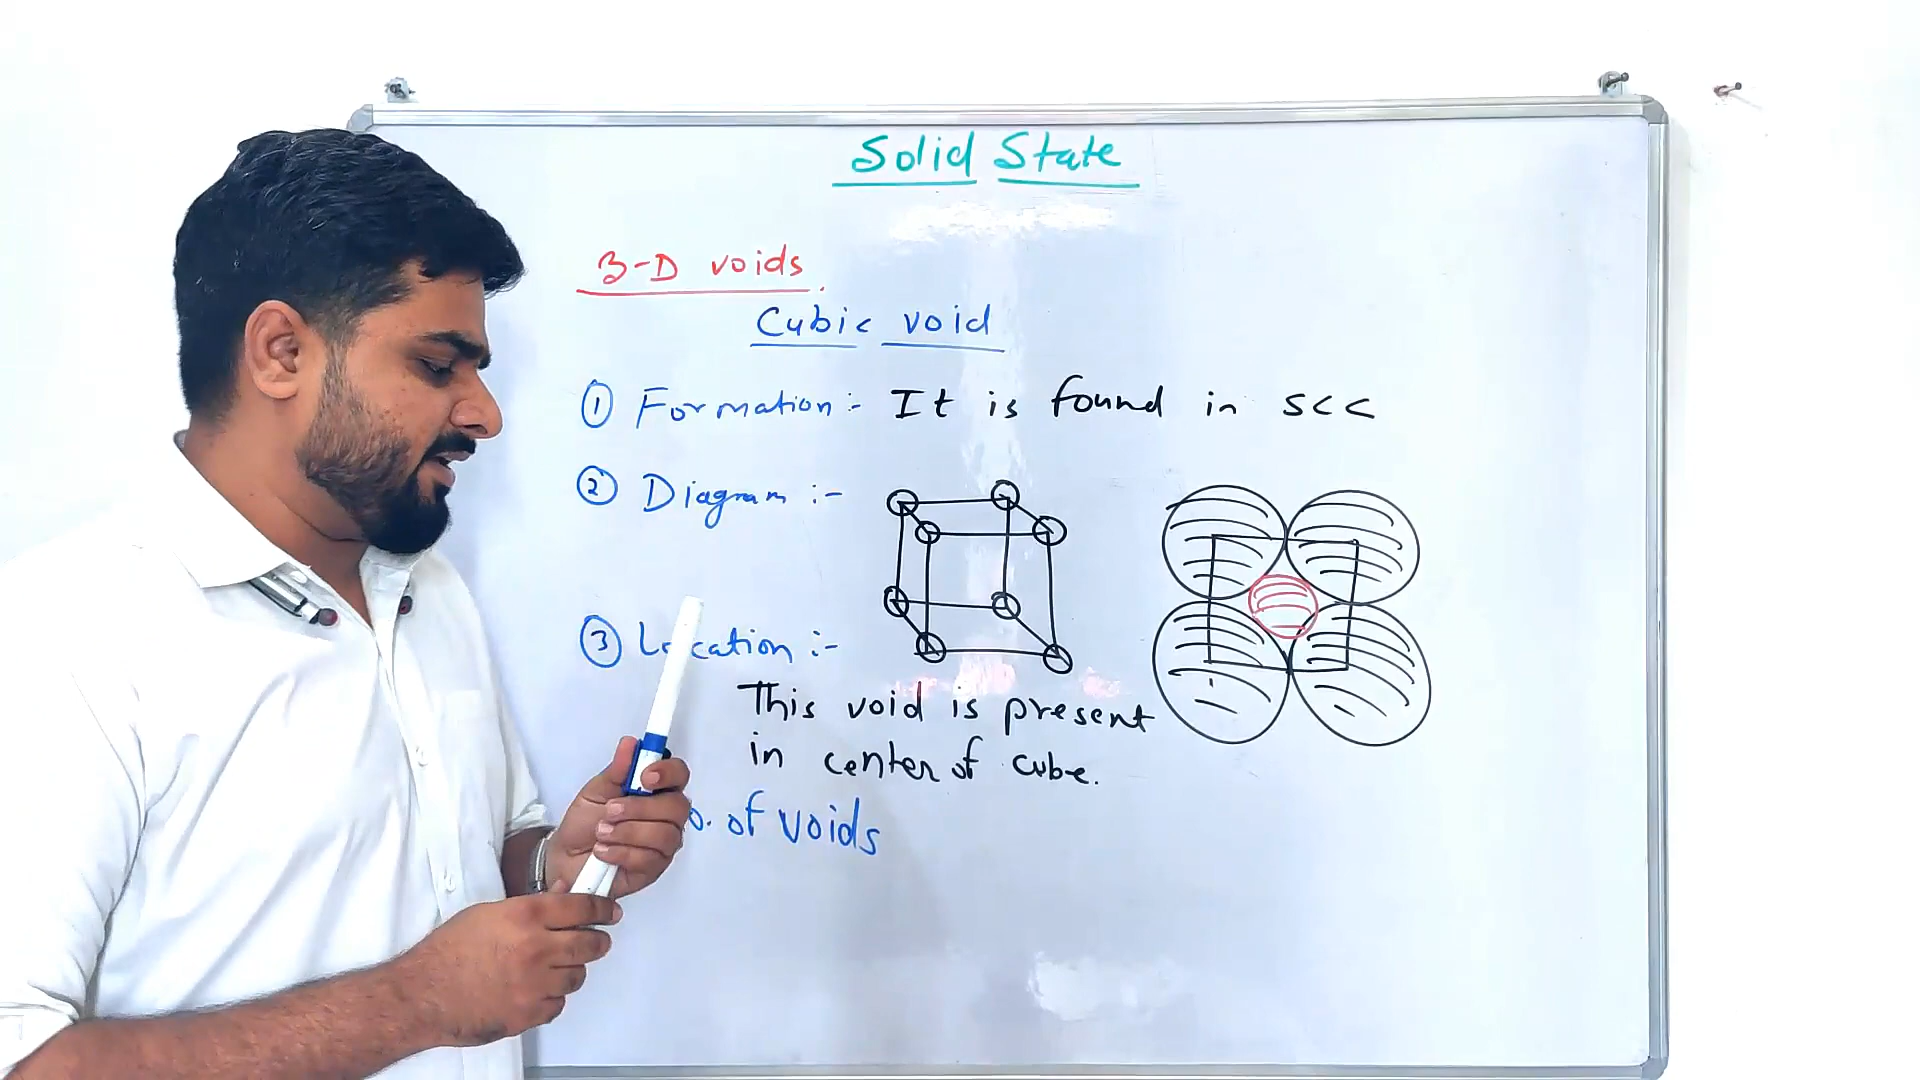 Solid State
3-D voids
Cubic void
① Formation:- It is found in SCC
② Diagram :-
③ Location :-
This void is present
in center of cube.
of voids